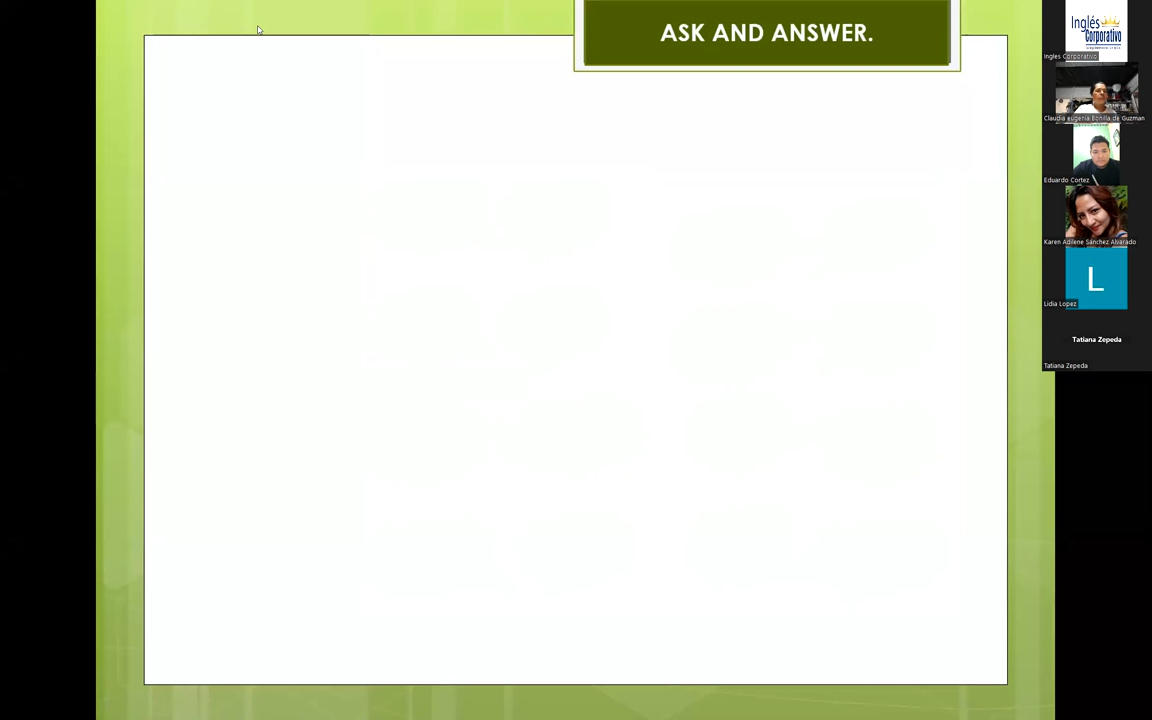 ASK AND ANSWER.
Inglés
Corporativo
Ingles Corporativo
Claudia eugenia Bonilla de Guzman
Eduardo Cortez
Karen Adilene Sánchez Alvarado
L
Lidia Lopez
Tatiana Zepeda
Tatiana Zepeda